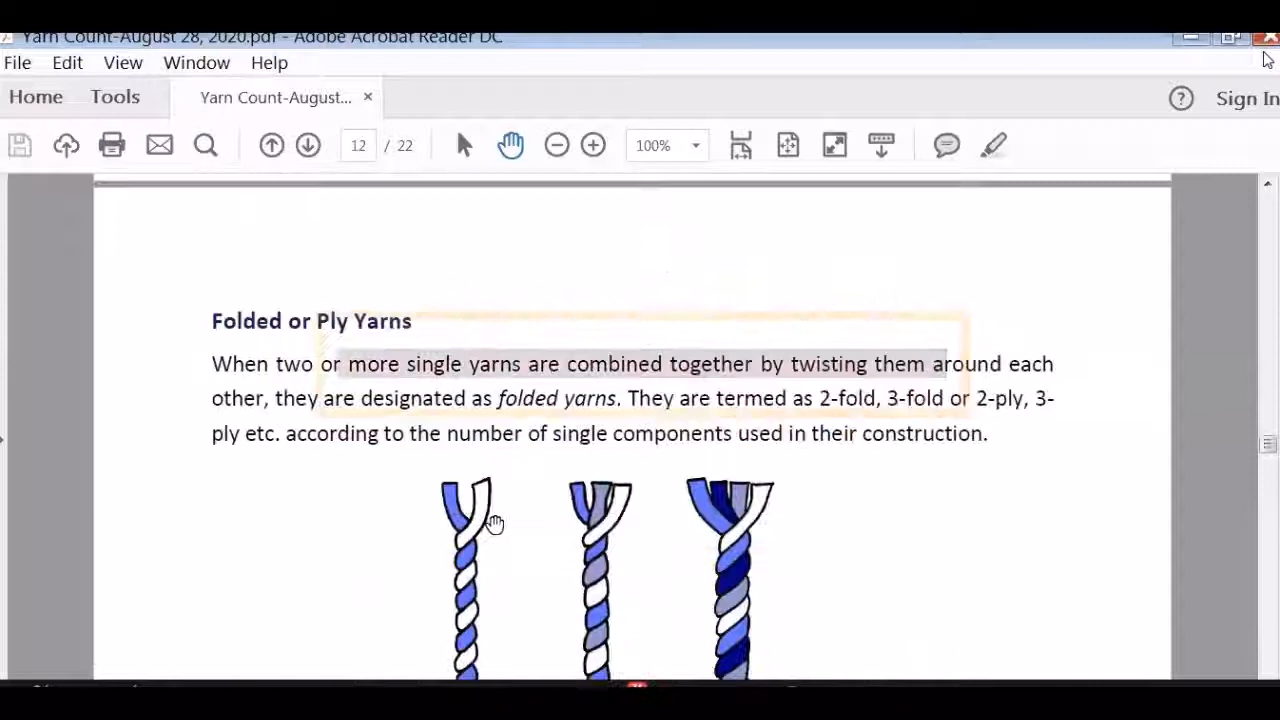 Yarn Count-August 28, 2020.pdf - Adobe Acrobat Reader DC
File Edit View Window Help
Home Tools Yarn Count-August... × ? Sign In
12 / 22 100%
Folded or Ply Yarns
When two or more single yarns are combined together by twisting them around each
other, they are designated as folded yarns. They are termed as 2-fold, 3-fold or 2-ply, 3-
ply etc. according to the number of single components used in their construction.